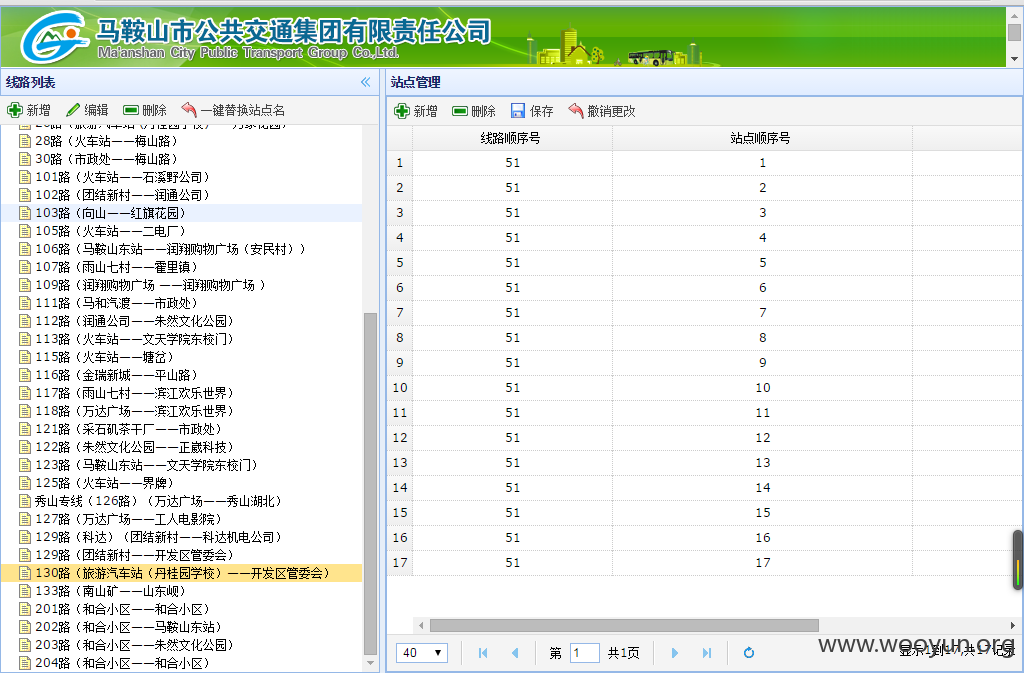 马鞍山市公共交通集团有限责任公司
Ma'anshan City Public Transport Group Co.,Ltd.
线路列表
新增 编辑 删除 一键替换站点名
28路（火车站——梅山路）
30路（市政处——梅山路）
101路（火车站——石溪野公司）
102路（团结新村——润通公司）
103路（向山——红旗花园）
105路（火车站——二电厂）
106路（马鞍山东站——润翔购物广场（安民村））
107路（雨山七村——霍里镇）
109路（润翔购物广场 ——润翔购物广场 ）
111路（马和汽渡——市政处）
112路（润通公司——朱然文化公园）
113路（火车站——文天学院东校门）
115路（火车站——塘岔）
116路（金瑞新城——平山路）
117路（雨山七村——滨江欢乐世界）
118路（万达广场——滨江欢乐世界）
121路（采石矶茶干厂——市政处）
122路（朱然文化公园——正崴科技）
123路（马鞍山东站——文天学院东校门）
125路（火车站——界牌）
秀山专线（126路）（万达广场——秀山湖北）
127路（万达广场——工人电影院）
129路（科达）（团结新村——科达机电公司）
129路（团结新村——开发区管委会）
130路（旅游汽车站（丹桂园学校）——开发区管委会）
133路（南山矿——山东岘）
201路（和合小区——和合小区）
202路（和合小区——马鞍山东站）
203路（和合小区——朱然文化公园）
204路（和合小区——和合小区）
站点管理
新增 删除 保存 撤销更改
线路顺序号 站点顺序号
1 51 1
2 51 2
3 51 3
4 51 4
5 51 5
6 51 6
7 51 7
8 51 8
9 51 9
10 51 10
11 51 11
12 51 12
13 51 13
14 51 14
15 51 15
16 51 16
17 51 17
40 第 1 共1页
显示1到17,共17记录
www.wooyun.org